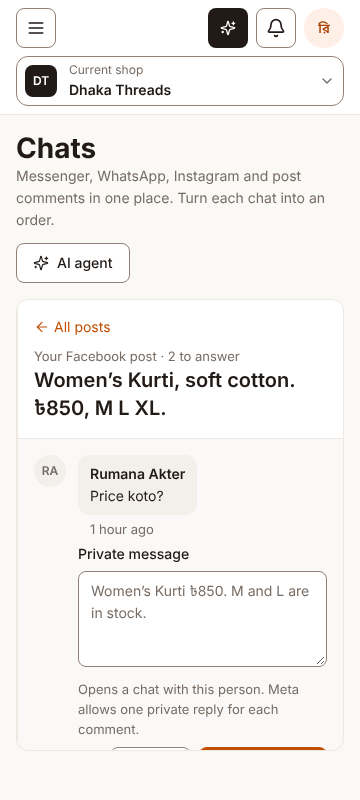 রি
DT
Current shop
Dhaka Threads
Chats
Messenger, WhatsApp, Instagram and post
comments in one place. Turn each chat into an
order.
AI agent
← All posts
Your Facebook post · 2 to answer
Women’s Kurti, soft cotton.
৳850, M L XL.
RA
Rumana Akter
Price koto?
1 hour ago
Private message
Women’s Kurti ৳850. M and L are
in stock.
Opens a chat with this person. Meta
allows one private reply for each
comment.